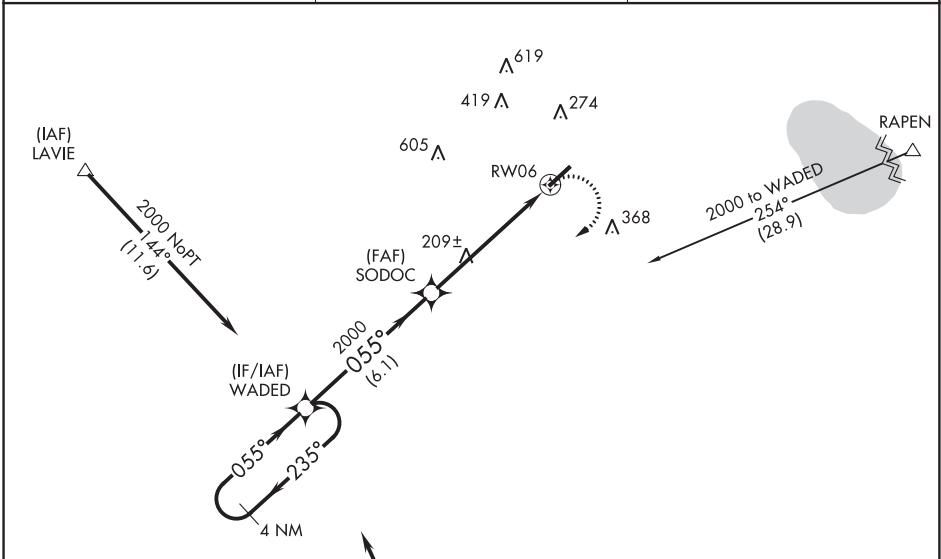 619
419
274
605
(IAF)
LAVIE
RAPEN
RW06
2000 NoPT
144°
(11.6)
2000 to WADED
254°
(28.9)
368
209±
(FAF)
SODOC
2000
055°
(6.1)
(IF/IAF)
WADED
055°
235°
4 NM